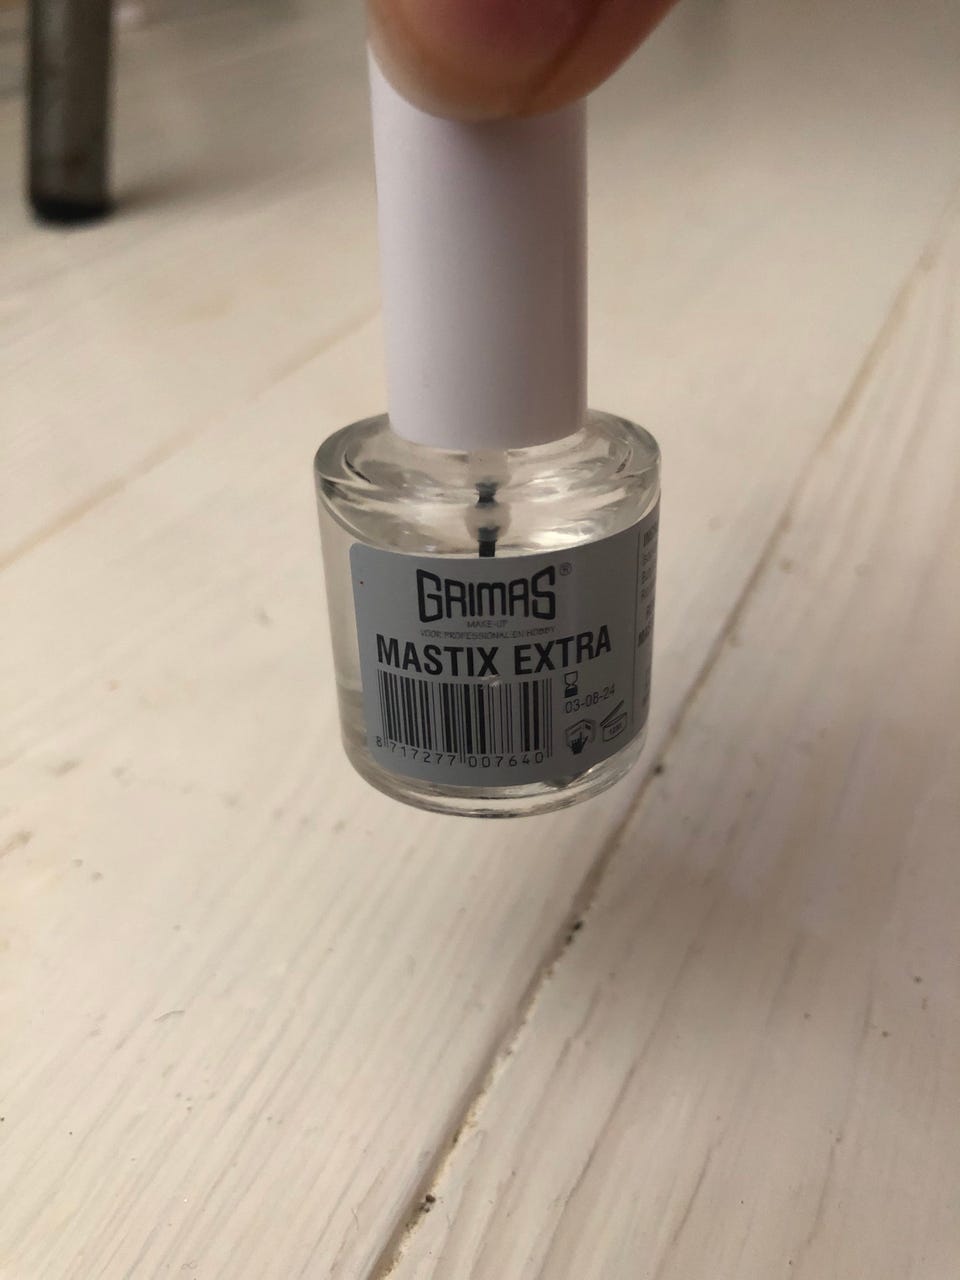 GRIMAS®
MAKE-UP
VOOR PROFESSIONAL EN HOBBY
MASTIX EXTRA
03-08-24
8 717277 007640